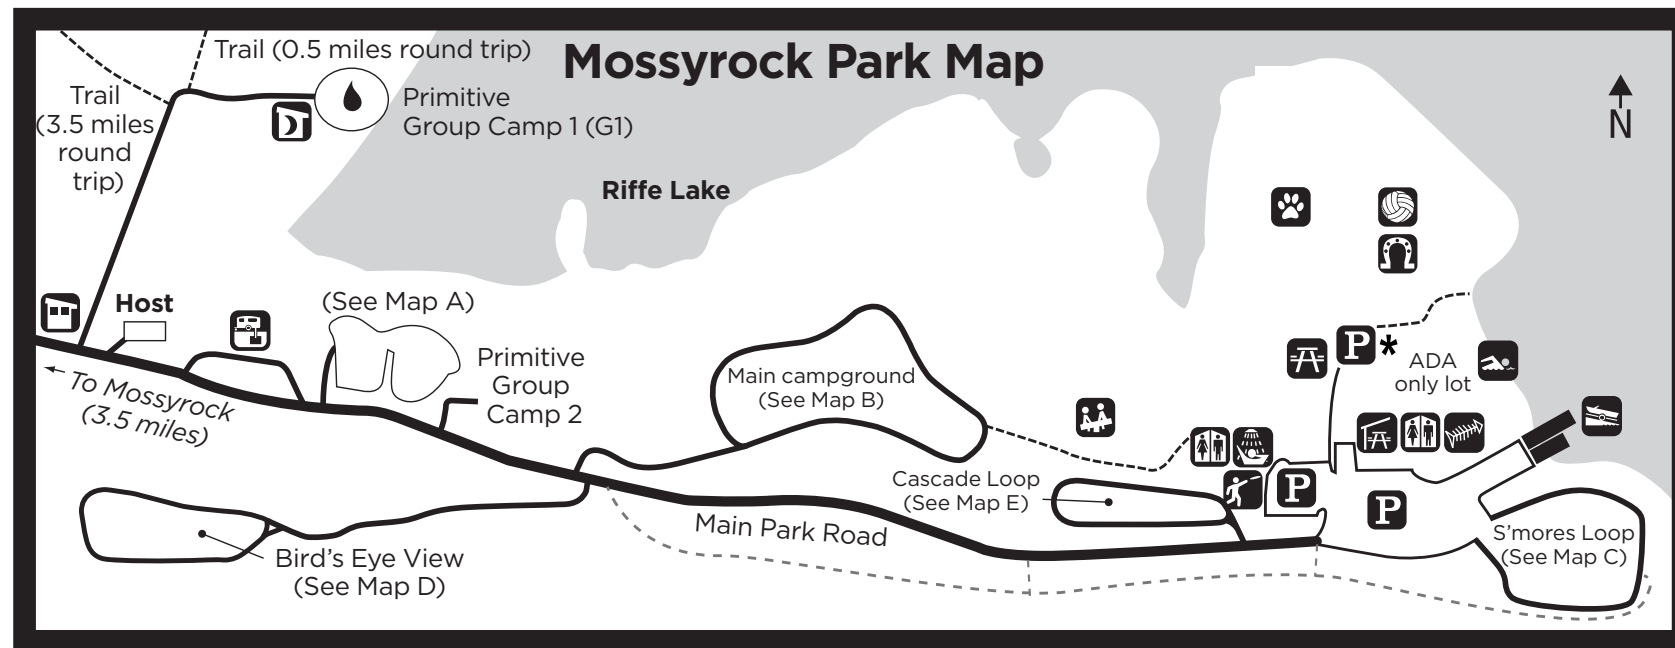 Mossyrock Park Map
Trail (0.5 miles round trip)
Trail
(3.5 miles
round
trip)
Primitive
Group Camp 1 (G1)
N
Riffe Lake
Host
(See Map A)
Primitive
Group
Camp 2
To Mossyrock
(3.5 miles)
Main campground
(See Map B)
P*
ADA
only lot
Cascade Loop
(See Map E)
P
P
Main Park Road
S'mores Loop
(See Map C)
Bird's Eye View
(See Map D)